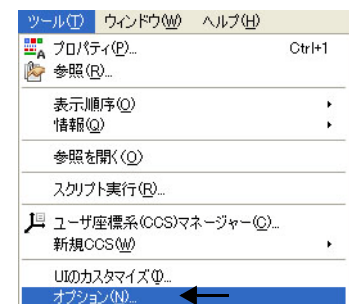 ツール(T) ウィンドウ(W) ヘルプ(H)
プロパティ(P)... Ctrl+1
参照(R)...
表示順序(O)
情報(Q)
参照を開く(O)
スクリプト実行(R)...
ユーザ座標系(CCS)マネージャー(C)...
新規CCS(W)
UIのカスタマイズ(I)...
オプション(N)...